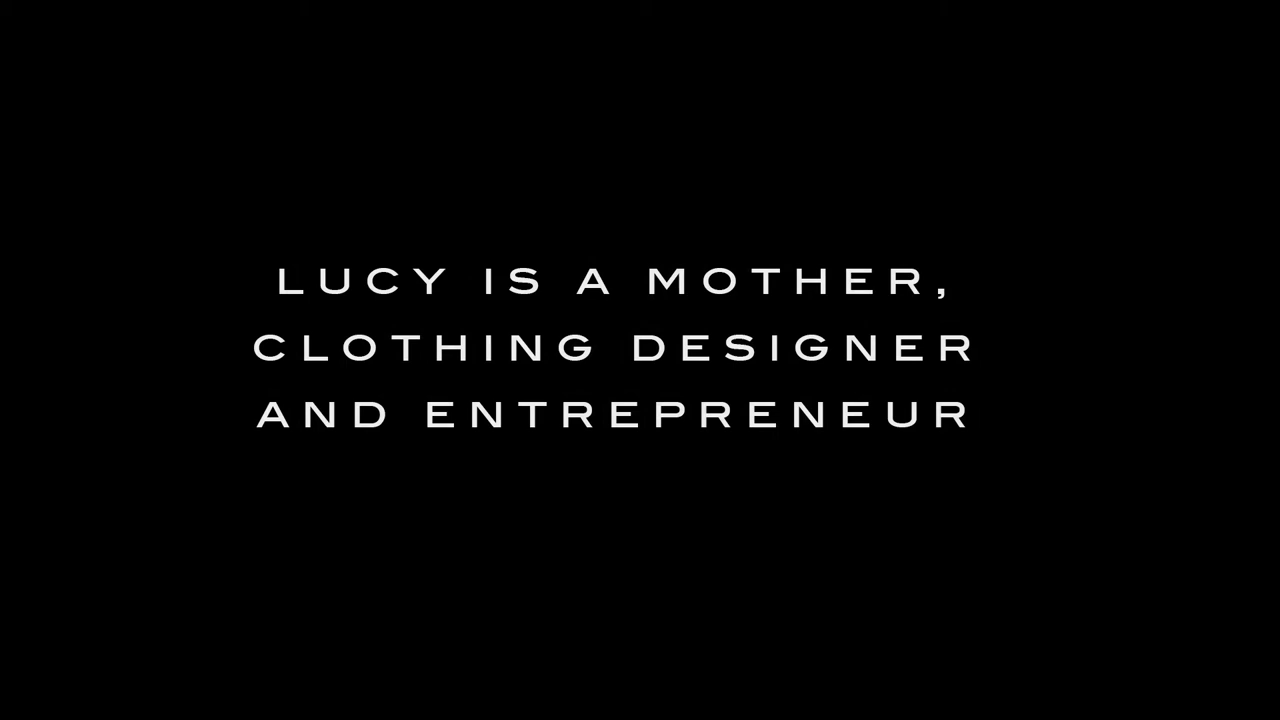 LUCY IS A MOTHER,
CLOTHING DESIGNER
AND ENTREPRENEUR